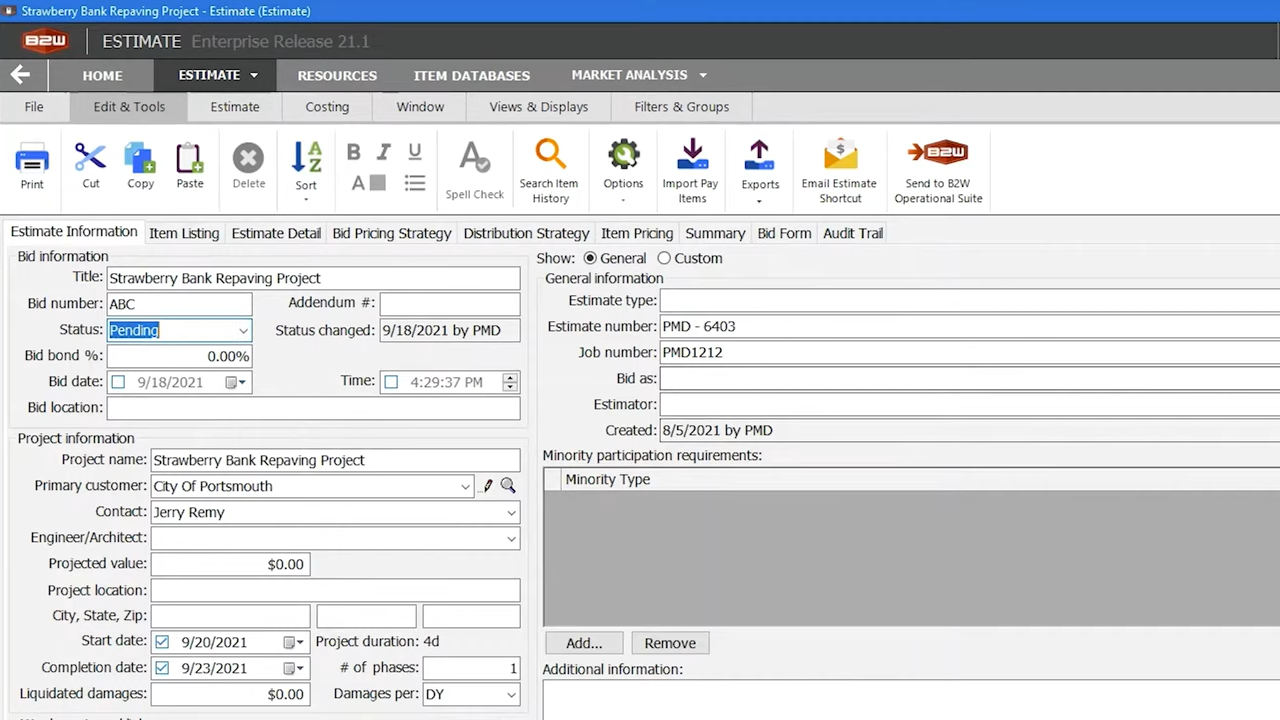 Strawberry Bank Repaving Project - Estimate (Estimate)
B2W ESTIMATE Enterprise Release 21.1
HOME ESTIMATE RESOURCES ITEM DATABASES MARKET ANALYSIS
File Edit & Tools Estimate Costing Window Views & Displays Filters & Groups
Print Cut Copy Paste Delete Sort B I U A Spell Check Search Item History Options Import Pay Items Exports Email Estimate Shortcut B2W Send to B2W Operational Suite
Estimate Information Item Listing Estimate Detail Bid Pricing Strategy Distribution Strategy Item Pricing Summary Bid Form Audit Trail
Bid information
Title: Strawberry Bank Repaving Project
Bid number: ABC Addendum #:
Status: Pending Status changed: 9/18/2021 by PMD
Bid bond %: 0.00%
Bid date: 9/18/2021 Time: 4:29:37 PM
Bid location:
Project information
Project name: Strawberry Bank Repaving Project
Primary customer: City Of Portsmouth
Contact: Jerry Remy
Engineer/Architect:
Projected value: $0.00
Project location:
City, State, Zip:
Start date: 9/20/2021 Project duration: 4d
Completion date: 9/23/2021 # of phases: 1
Liquidated damages: $0.00 Damages per: DY
Show: General Custom
General information
Estimate type:
Estimate number: PMD - 6403
Job number: PMD1212
Bid as:
Estimator:
Created: 8/5/2021 by PMD
Minority participation requirements:
Minority Type
Add... Remove
Additional information: